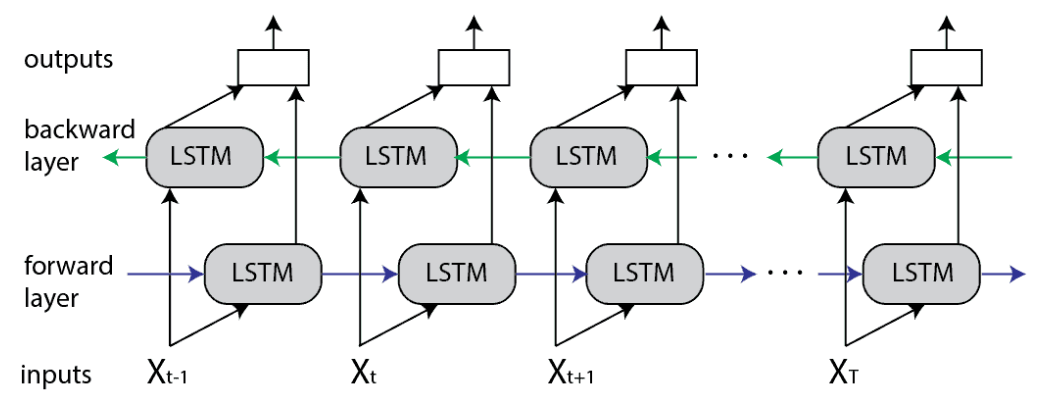 outputs
backward
layer
LSTM LSTM LSTM ... LSTM
forward
layer
LSTM LSTM LSTM ... LSTM
inputs Xt-1 Xt Xt+1 XT